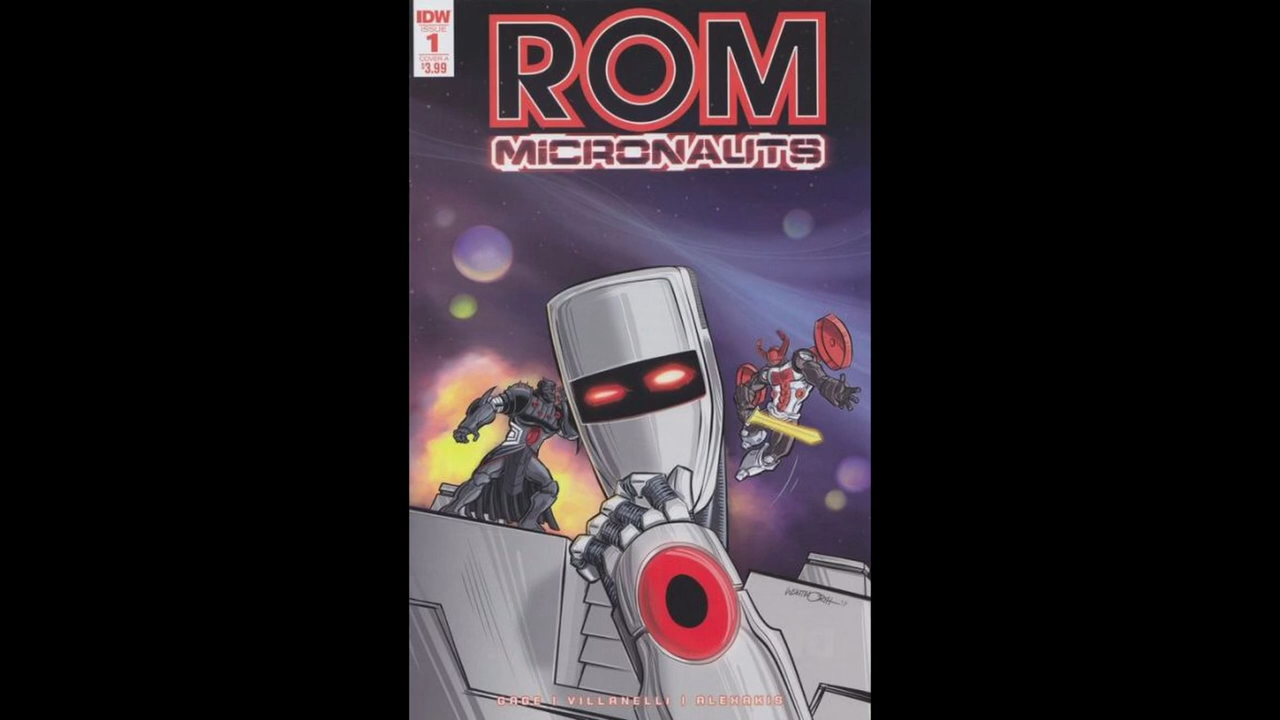 IDW
ISSUE
1
COVER A
$3.99
ROM
MiCRONAUTS
GAGE | VILLANELLI | ALEXAKIS